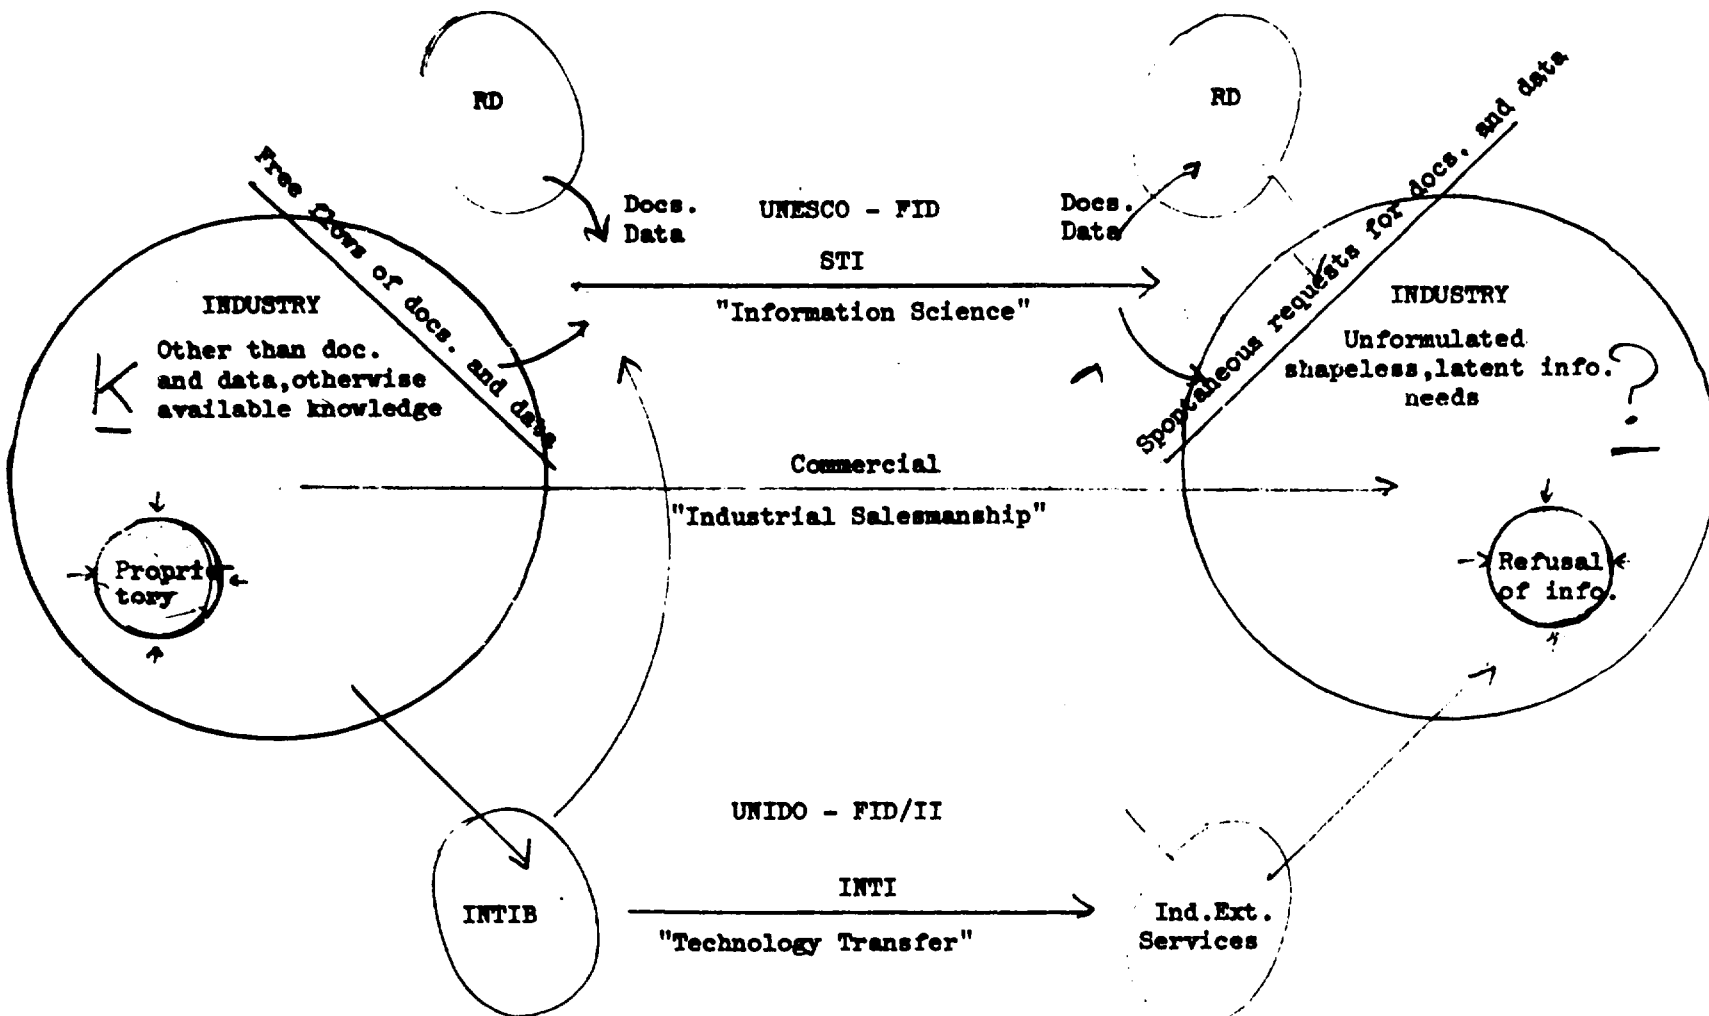 RD
RD
Free flows of docs. and data
Spontaneous requests for docs. and data
Docs.
Data
UNESCO - FID
Docs.
Data
STI
"Information Science"
INDUSTRY
K
Other than doc.
and data,otherwise
available knowledge
INDUSTRY
Unformulated
shapeless,latent info.
needs
?
Commercial
"Industrial Salesmanship"
Proprie
tory
Refusal
of info.
UNIDO - FID/II
INTIB
INTI
"Technology Transfer"
Ind.Ext.
Services